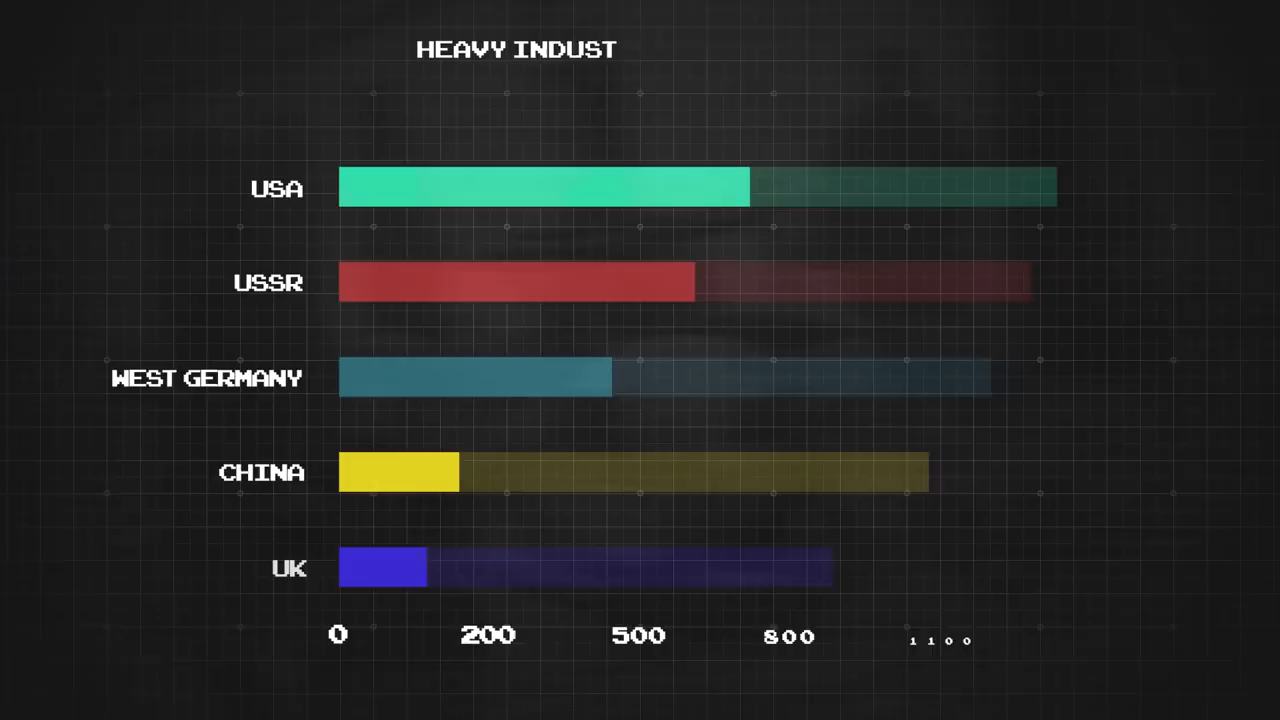 HEAVY INDUST
USA
USSR
WEST GERMANY
CHINA
UK
0 200 500 800 1100